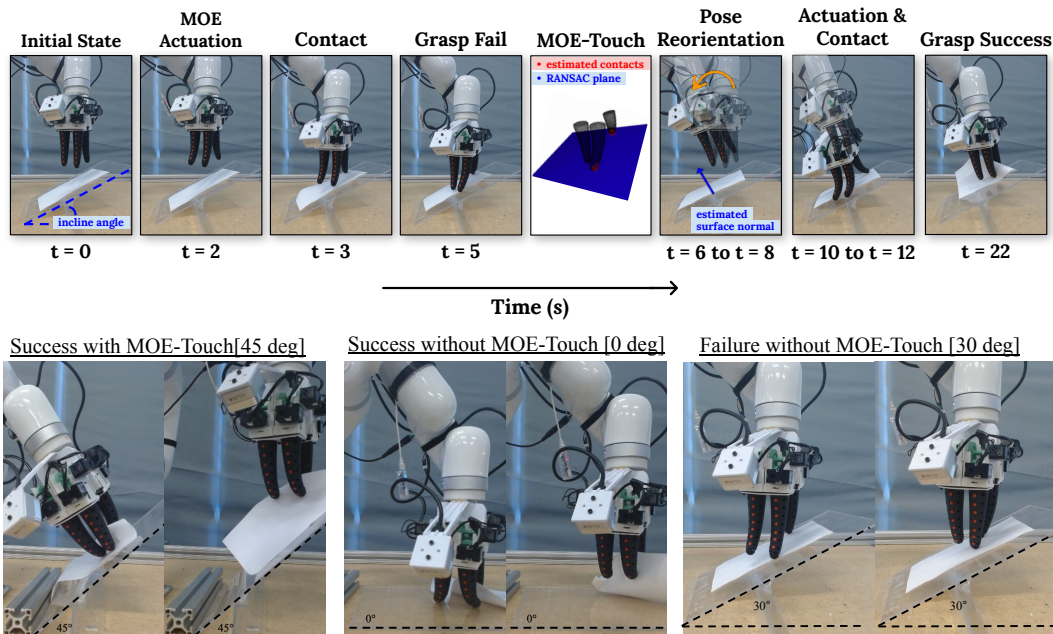 Initial State
MOE
Actuation
Contact
Grasp Fail
MOE-Touch
Pose
Reorientation
Actuation &
Contact
Grasp Success
• estimated contacts
• RANSAC plane
incline angle
estimated
surface normal
t = 0
t = 2
t = 3
t = 5
t = 6 to t = 8
t = 10 to t = 12
t = 22
Time (s)
Success with MOE-Touch[45 deg]
Success without MOE-Touch [0 deg]
Failure without MOE-Touch [30 deg]
45°
45°
0°
0°
30°
30°